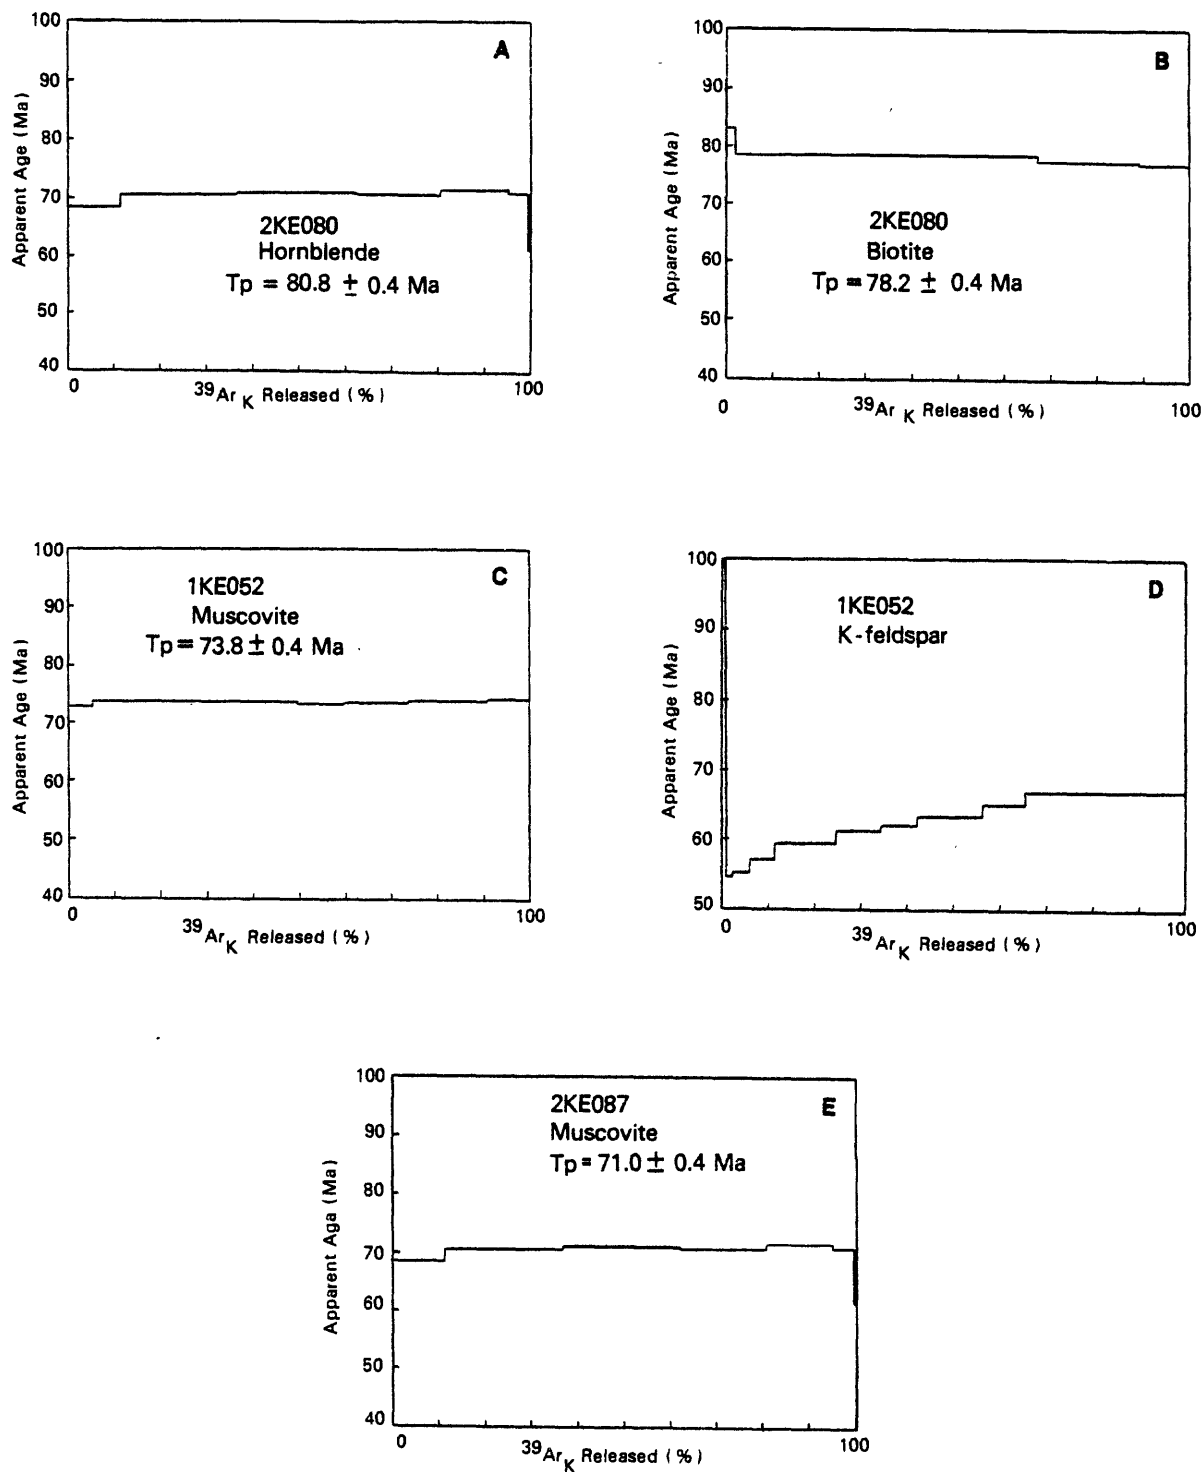 A
100
90
80
70
60
50
40
Apparent Age (Ma)
2KE080
Hornblende
Tp = 80.8 ± 0.4 Ma
0
100
39ArK Released (%)
B
100
90
80
70
60
50
40
Apparent Age (Ma)
2KE080
Biotite
Tp = 78.2 ± 0.4 Ma
0
100
39ArK Released (%)
C
100
90
80
70
60
50
40
Apparent Age (Ma)
1KE052
Muscovite
Tp = 73.8 ± 0.4 Ma
0
100
39ArK Released (%)
D
100
90
80
70
60
50
Apparent Age (Ma)
1KE052
K-feldspar
0
100
39ArK Released (%)
E
100
90
80
70
60
50
40
Apparent Aga (Ma)
2KE087
Muscovite
Tp = 71.0 ± 0.4 Ma
0
100
39ArK Released (%)